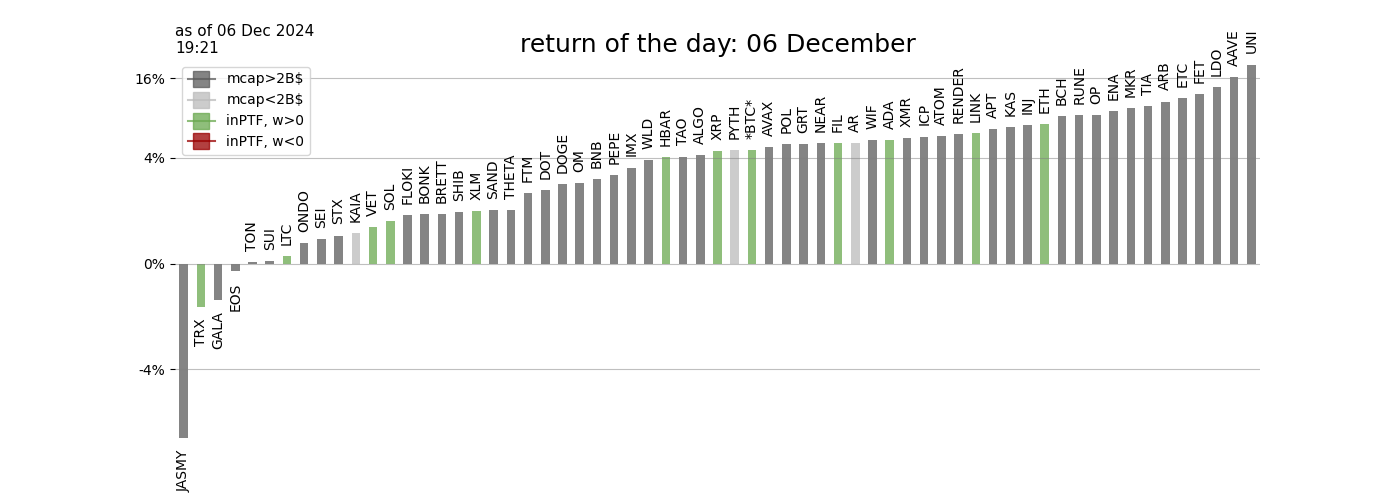 as of 06 Dec 2024
19:21
return of the day: 06 December
mcap>2B$
mcap<2B$
inPTF, w>0
inPTF, w<0
16%
4%
0%
-4%
JASMY
TRX
GALA
EOS
TON
SUI
LTC
ONDO
SEI
STX
KAIA
VET
SOL
FLOKI
BONK
BRETT
SHIB
XLM
SAND
THETA
FTM
DOT
DOGE
OM
BNB
PEPE
IMX
WLD
HBAR
TAO
ALGO
XRP
PYTH
*BTC*
AVAX
POL
GRT
NEAR
FIL
AR
WIF
ADA
XMR
ICP
ATOM
RENDER
LINK
APT
KAS
INJ
ETH
BCH
RUNE
OP
ENA
MKR
TIA
ARB
ETC
FET
LDO
AAVE
UNI